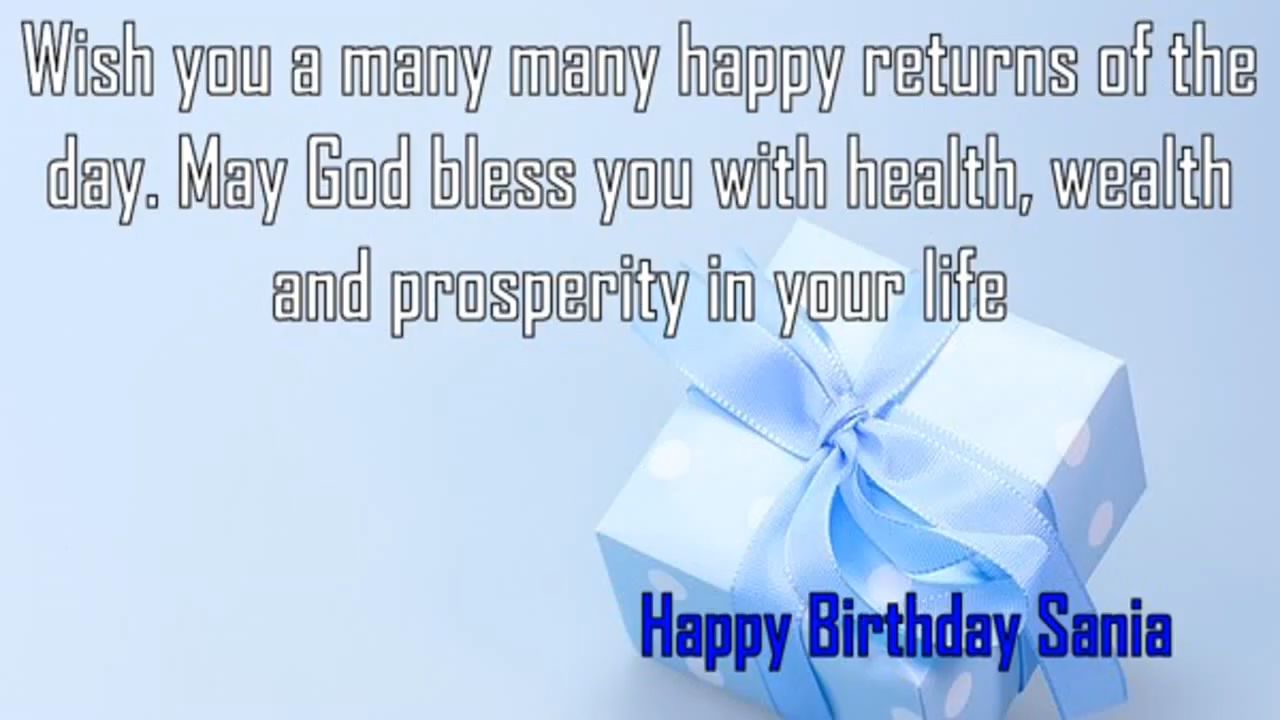 Wish you a many many happy returns of the
day. May God bless you with health, wealth
and prosperity in your life
Happy Birthday Sania